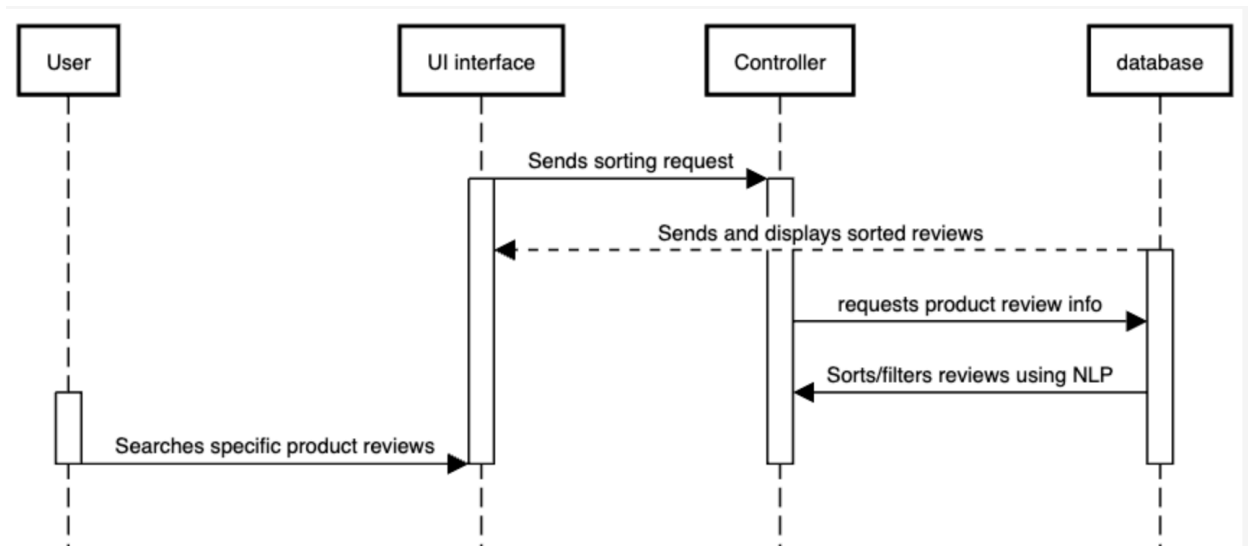 User
UI interface
Controller
database
Sends sorting request
Sends and displays sorted reviews
requests product review info
Sorts/filters reviews using NLP
Searches specific product reviews